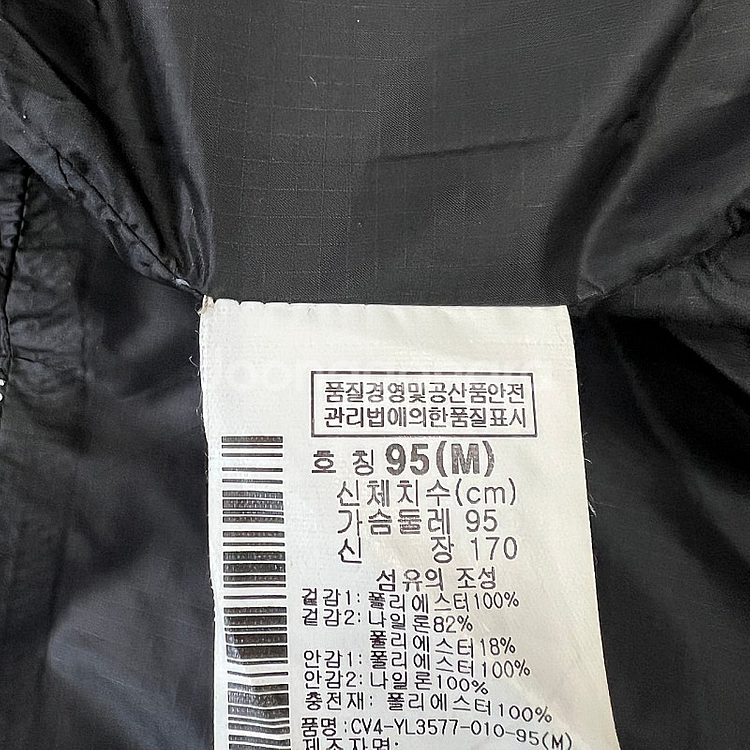 품질경영및공산품안전
관리법에의한품질표시
호 칭 95(M)
신체치수(cm)
가슴둘레 95
신 장 170
섬유의 조성
겉감1: 폴리에스터100%
겉감2: 나일론82%
폴리에스터18%
안감1: 폴리에스터100%
안감2: 나일론100%
충전재: 폴리에스터100%
품명:CV4-YL3577-010-95(M)
제조자명: